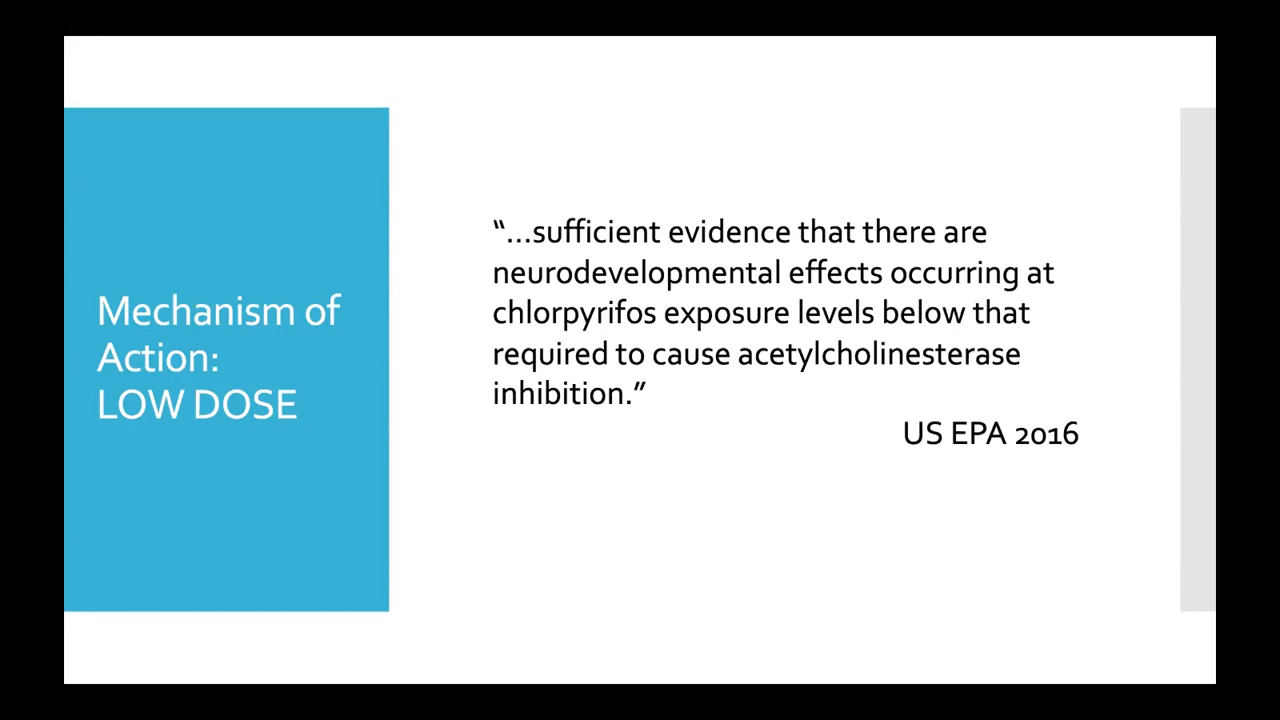 Mechanism of
Action:
LOW DOSE
“...sufficient evidence that there are
neurodevelopmental effects occurring at
chlorpyrifos exposure levels below that
required to cause acetylcholinesterase
inhibition.”
US EPA 2016